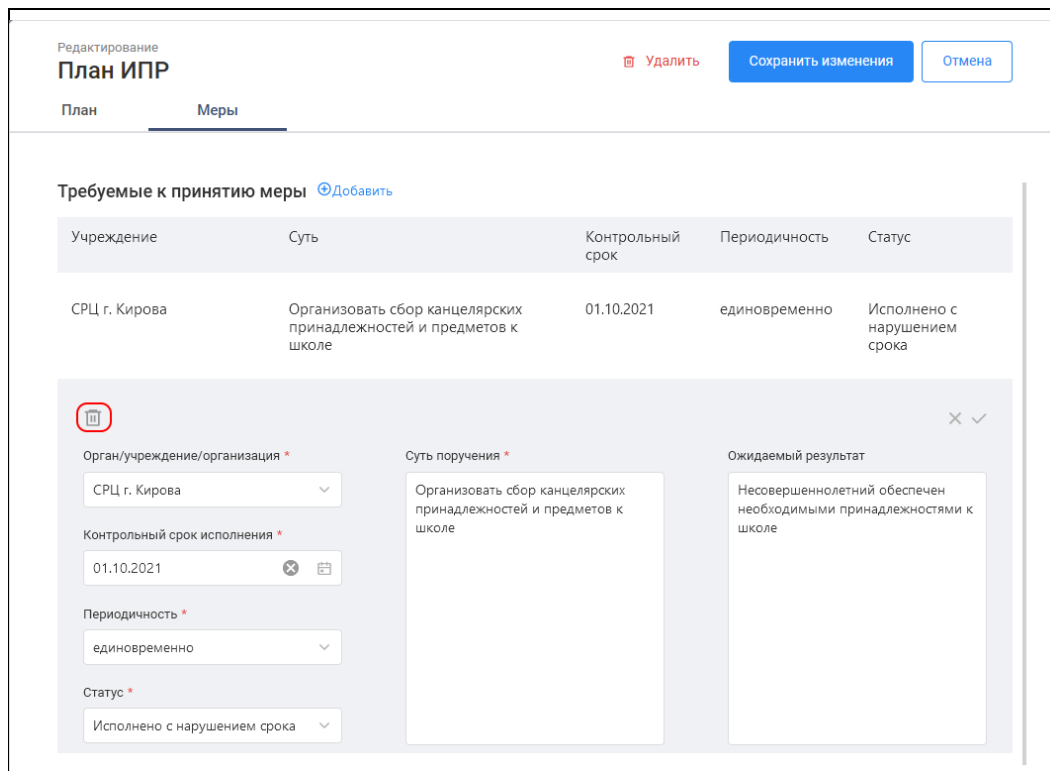 Редактирование
План ИПР
Удалить
Сохранить изменения
Отмена
План
Меры
Требуемые к принятию меры
Добавить
Учреждение
Суть
Контрольный
срок
Периодичность
Статус
СРЦ г. Кирова
Организовать сбор канцелярских
принадлежностей и предметов к
школе
01.10.2021
единовременно
Исполнено с
нарушением
срока
Орган/учреждение/организация *
СРЦ г. Кирова
Контрольный срок исполнения *
01.10.2021
Периодичность *
единовременно
Статус *
Исполнено с нарушением срока
Суть поручения *
Организовать сбор канцелярских
принадлежностей и предметов к
школе
Ожидаемый результат
Несовершеннолетний обеспечен
необходимыми принадлежностями к
школе